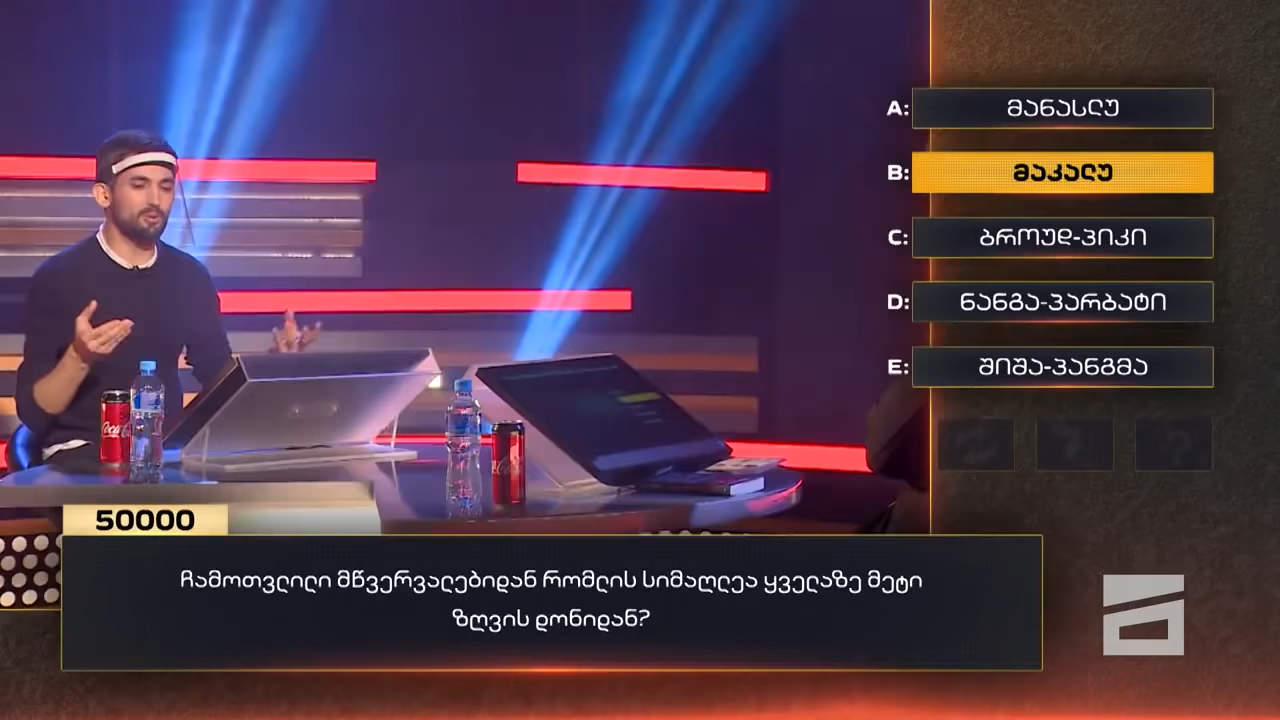 A: მანასლუ
B: მაკალუ
C: ბროუდ-პიკი
D: ნანგა-პარბატი
E: შიშა-პანგმა
50000
ჩამოთვლილი მწვერვალებიდან რომლის სიმაღლეა ყველაზე მეტი
ზღვის დონიდან?